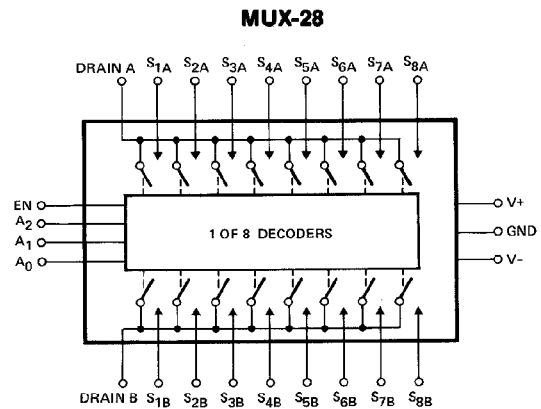 MUX-28
DRAIN A S1A S2A S3A S4A S5A S6A S7A S8A
EN
A2
A1
A0
1 OF 8 DECODERS
V+
GND
V–
DRAIN B S1B S2B S3B S4B S5B S6B S7B S8B